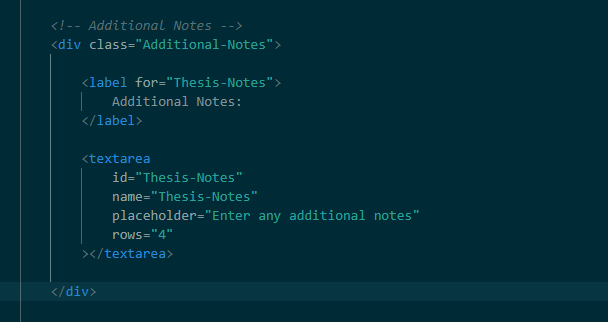 <!-- Additional Notes -->
<div class="Additional-Notes">
<label for="Thesis-Notes">
Additional Notes:
</label>
<textarea
id="Thesis-Notes"
name="Thesis-Notes"
placeholder="Enter any additional notes"
rows="4"
></textarea>
</div>